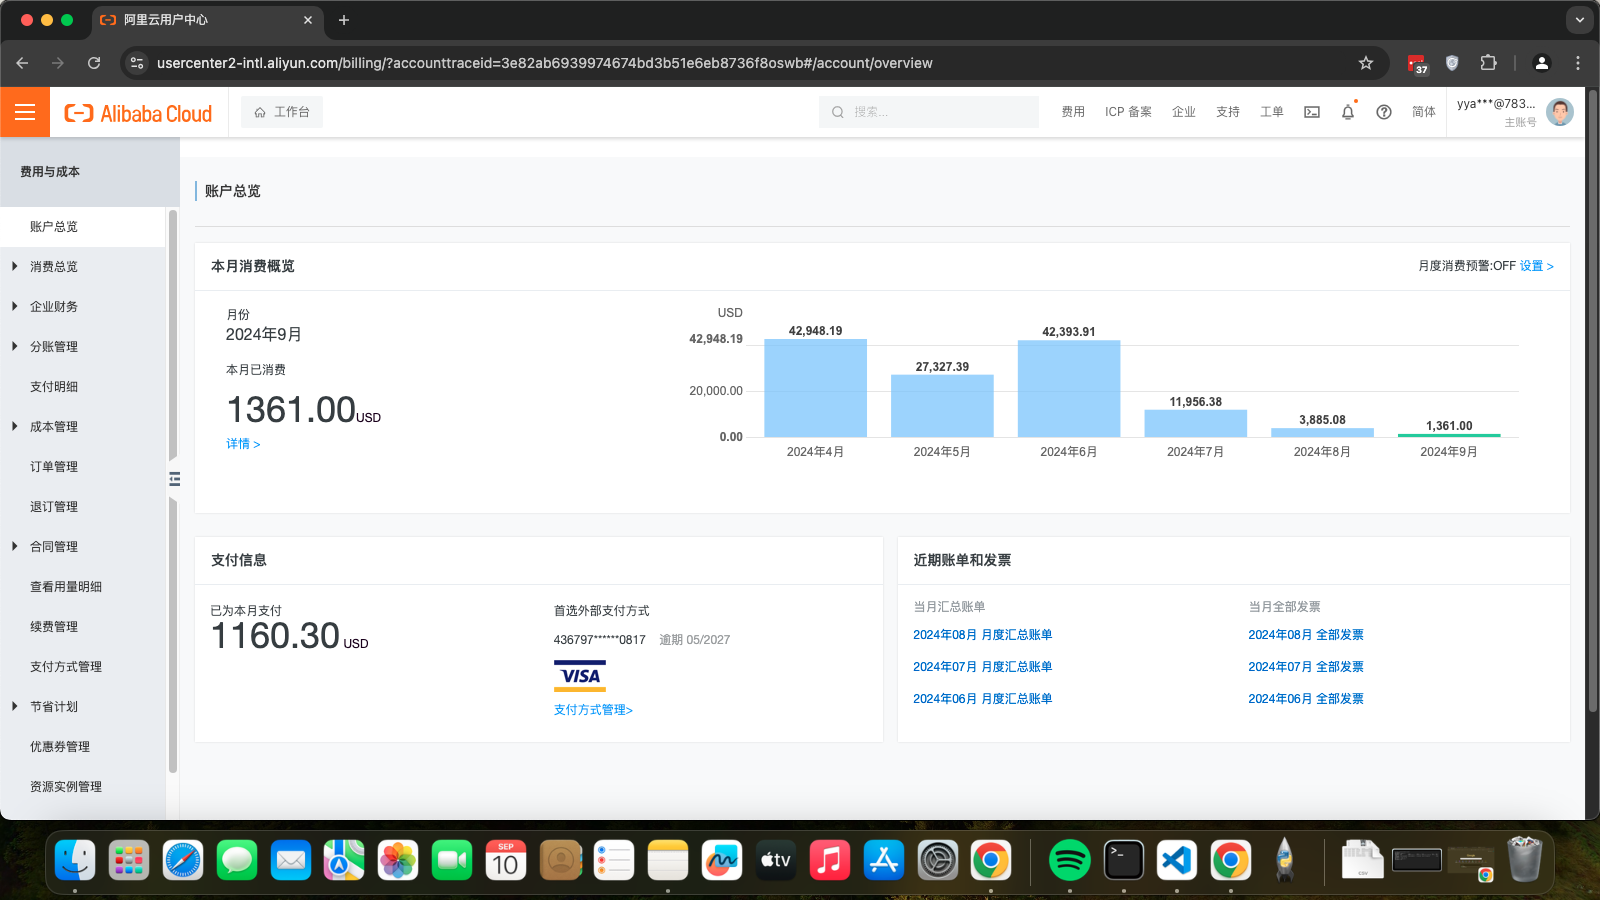 阿里云用户中心
usercenter2-intl.aliyun.com/billing/?accounttraceid=3e82ab6939974674bd3b51e6eb8736f8oswb#/account/overview
37
Alibaba Cloud
工作台
搜索...
费用
ICP 备案
企业
支持
工单
简体
yya***@783...
主账号
费用与成本
账户总览
消费总览
企业财务
分账管理
支付明细
成本管理
订单管理
退订管理
合同管理
查看用量明细
续费管理
支付方式管理
节省计划
优惠券管理
资源实例管理
账户总览
本月消费概览
月度消费预警:OFF 设置 >
月份
2024年9月
本月已消费
1361.00USD
详情 >
USD
42,948.19
20,000.00
0.00
42,948.19
27,327.39
42,393.91
11,956.38
3,885.08
1,361.00
2024年4月
2024年5月
2024年6月
2024年7月
2024年8月
2024年9月
支付信息
已为本月支付
1160.30 USD
首选外部支付方式
436797******0817 逾期 05/2027
VISA
支付方式管理>
近期账单和发票
当月汇总账单
2024年08月 月度汇总账单
2024年07月 月度汇总账单
2024年06月 月度汇总账单
当月全部发票
2024年08月 全部发票
2024年07月 全部发票
2024年06月 全部发票
SEP
10
tv